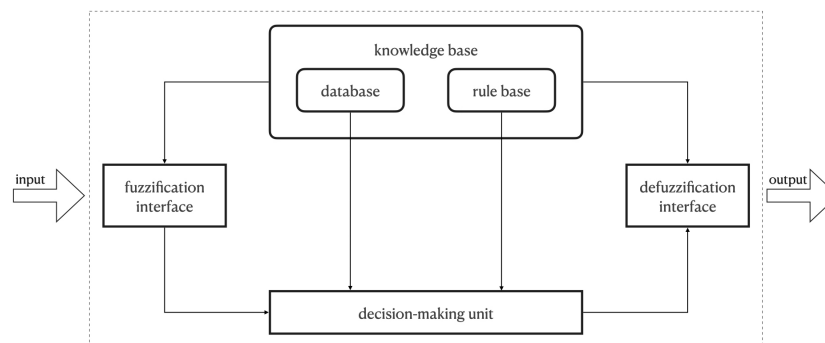 knowledge base
database
rule base
input
fuzzification
interface
defuzzification
interface
output
decision-making unit